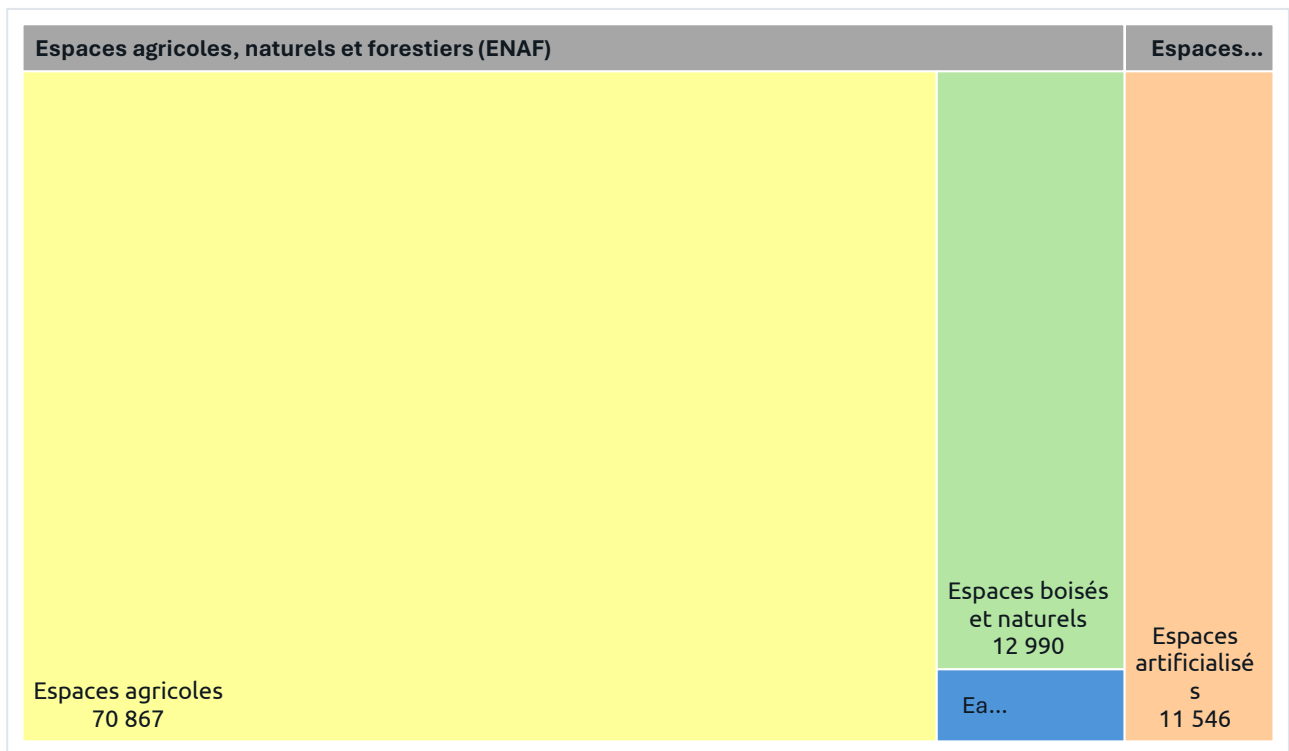 Espaces agricoles, naturels et forestiers (ENAF)
Espaces...
Espaces agricoles
70 867
Espaces boisés
et naturels
12 990
Ea...
Espaces
artificialisé
s
11 546